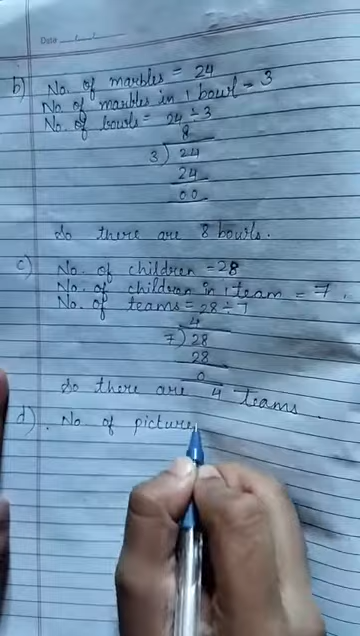 Date
b) No. of marbles = 24
No. of marbles in 1 bowl = 3
No. of bowls = 24 ÷ 3
8
3) 24
24
00
So there are 8 bowls.
c) No. of children = 28
No. of children in 1 team = 7.
No. of teams = 28 ÷ 7
4
7) 28
28
0
So there are 4 teams.
d) . No. of picture